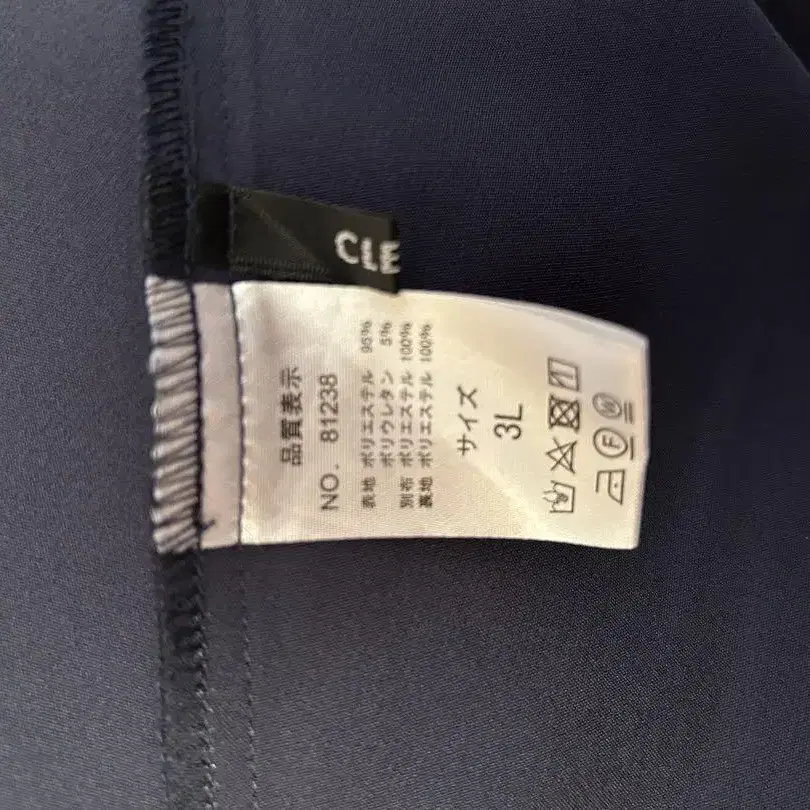 品質表示
NO. 81238
表地 ポリエステル 95%
ポリウレタン 5%
別布 ポリエステル 100%
裏地 ポリエステル 100%
サイズ
3L
F W